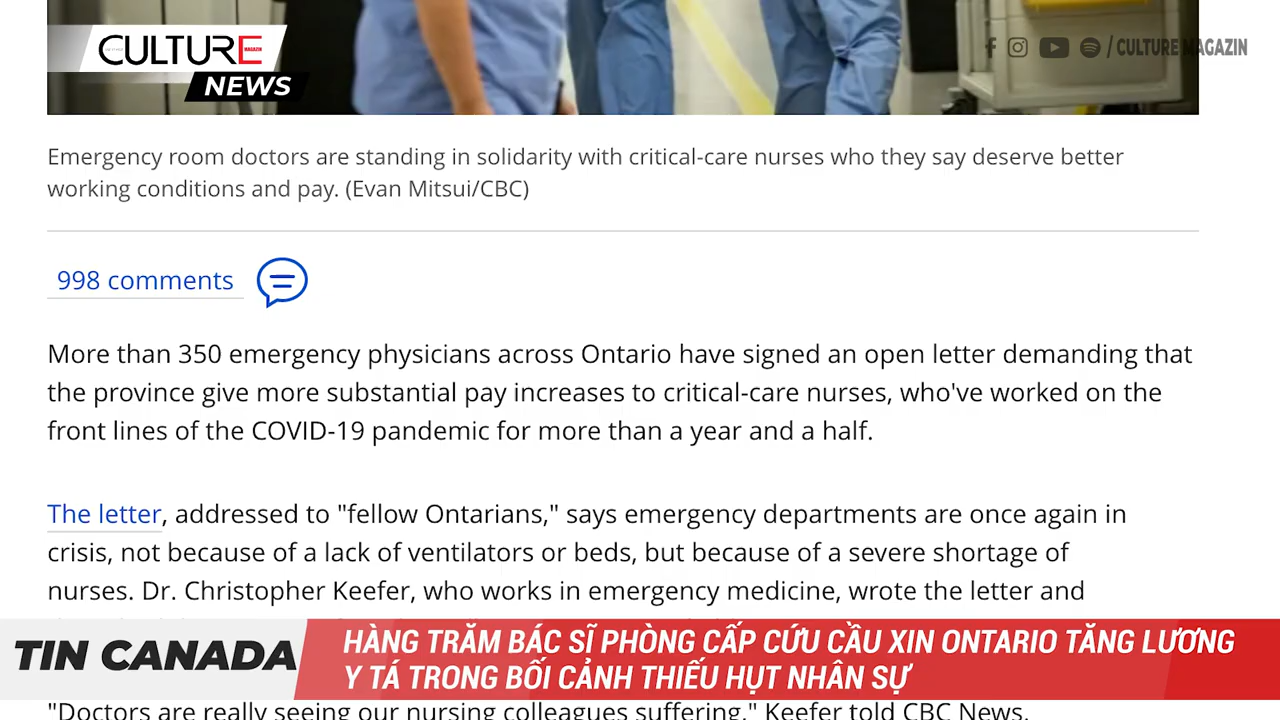 CULTURE
MAGAZIN
NEWS
/ CULTURE MAGAZIN
Emergency room doctors are standing in solidarity with critical-care nurses who they say deserve better
working conditions and pay. (Evan Mitsui/CBC)
998 comments
More than 350 emergency physicians across Ontario have signed an open letter demanding that
the province give more substantial pay increases to critical-care nurses, who've worked on the
front lines of the COVID-19 pandemic for more than a year and a half.
The letter, addressed to "fellow Ontarians," says emergency departments are once again in
crisis, not because of a lack of ventilators or beds, but because of a severe shortage of
nurses. Dr. Christopher Keefer, who works in emergency medicine, wrote the letter and
TIN CANADA
HÀNG TRĂM BÁC SĨ PHÒNG CẤP CỨU CẦU XIN ONTARIO TĂNG LƯƠNG
Y TÁ TRONG BỐI CẢNH THIẾU HỤT NHÂN SỰ
"Doctors are really seeing our nursing colleagues suffering," Keefer told CBC News.